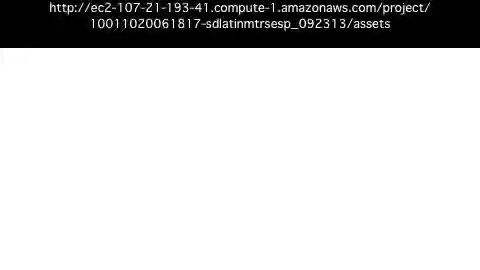 http://ec2-107-21-193-41.compute-1.amazonaws.com/project/
10011020061817-sdlatinmtrsesp_092313/assets